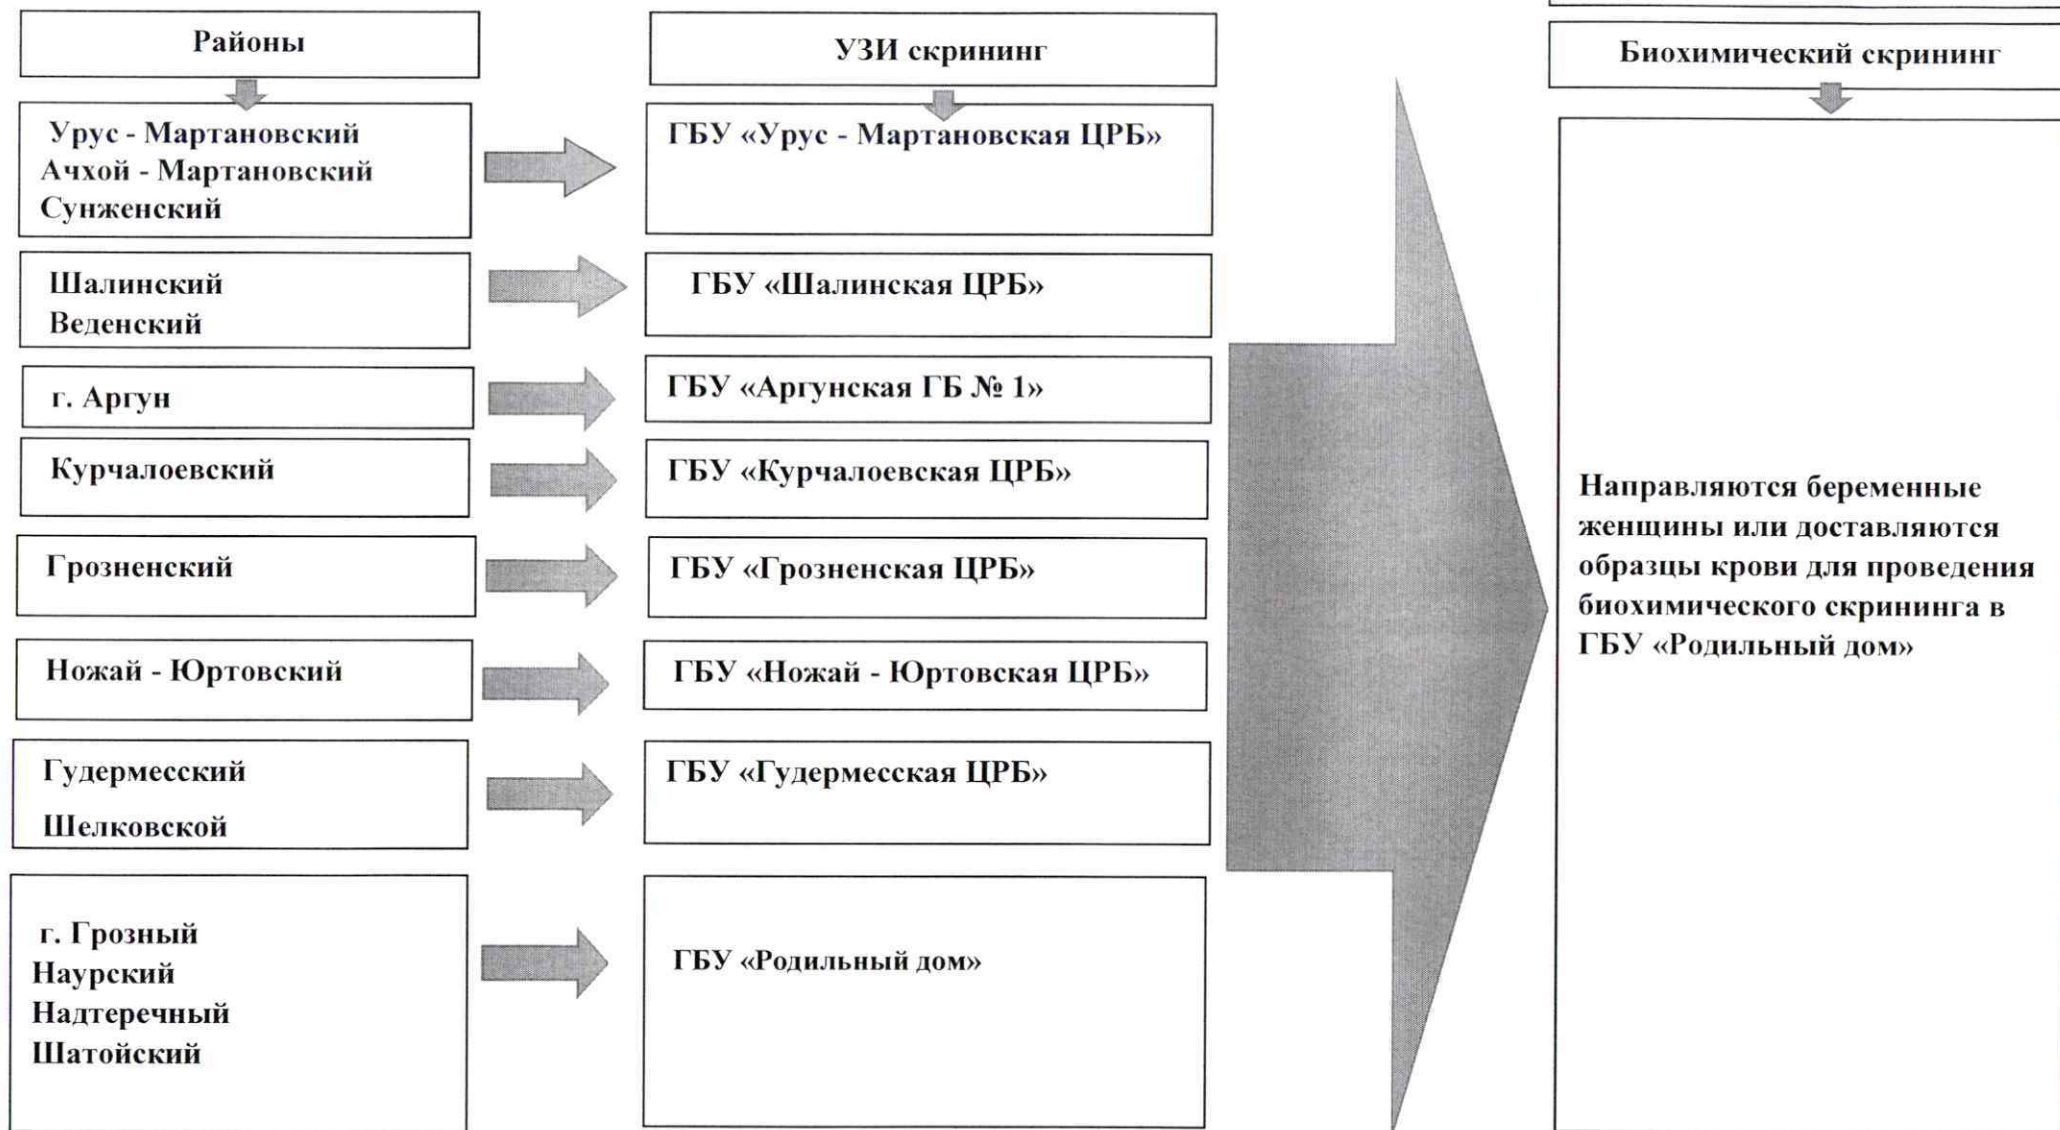 Районы
УЗИ скрининг
Биохимический скрининг
Урус - Мартановский
Ачхой - Мартановский
Сунженский
ГБУ «Урус - Мартановская ЦРБ»
Шалинский
Веденский
ГБУ «Шалинская ЦРБ»
г. Аргун
ГБУ «Аргунская ГБ № 1»
Курчалоевский
ГБУ «Курчалоевская ЦРБ»
Грозненский
ГБУ «Грозненская ЦРБ»
Ножай - Юртовский
ГБУ «Ножай - Юртовская ЦРБ»
Гудермесский
Шелковской
ГБУ «Гудермесская ЦРБ»
г. Грозный
Наурский
Надтеречный
Шатойский
ГБУ «Родильный дом»
Направляются беременные
женщины или доставляются
образцы крови для проведения
биохимического скрининга в
ГБУ «Родильный дом»